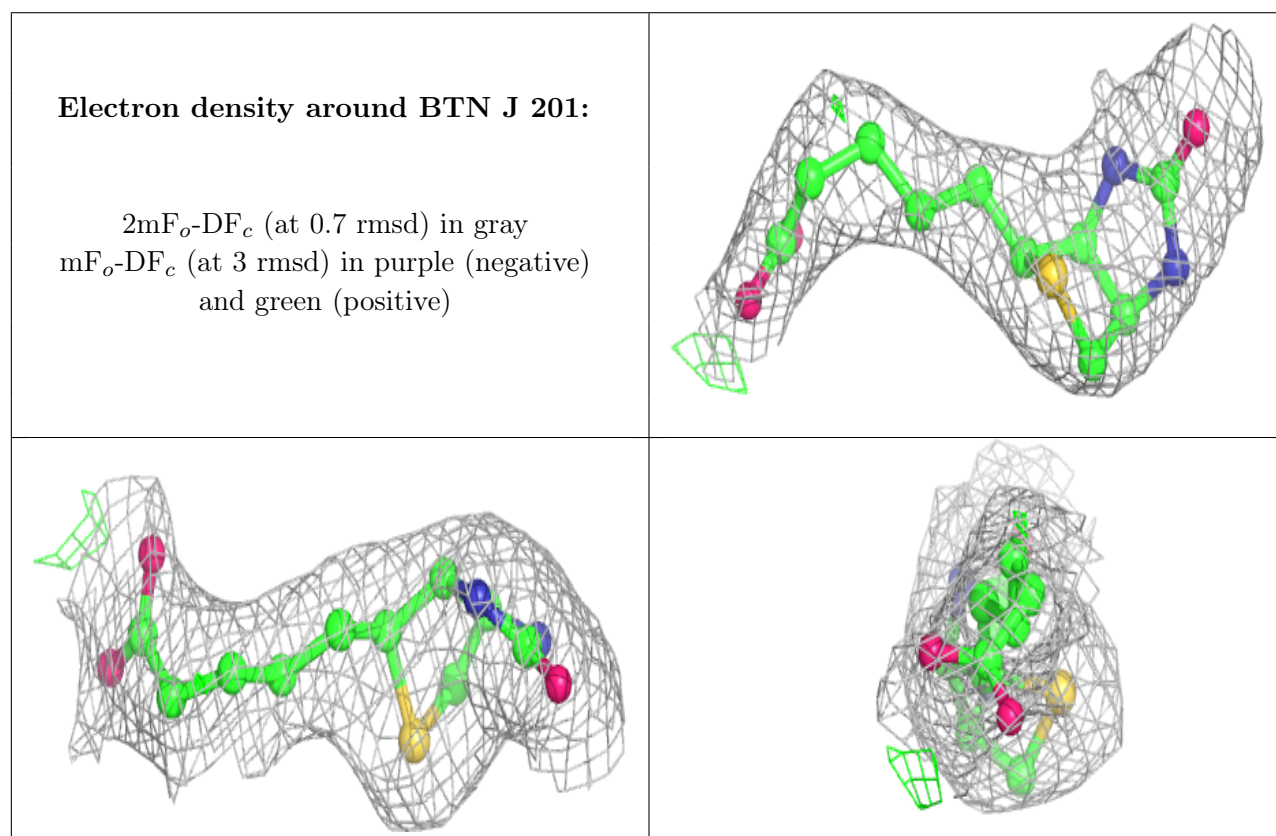 Electron density around BTN J 201:
2mFo-DFc (at 0.7 rmsd) in gray
mFo-DFc (at 3 rmsd) in purple (negative)
and green (positive)